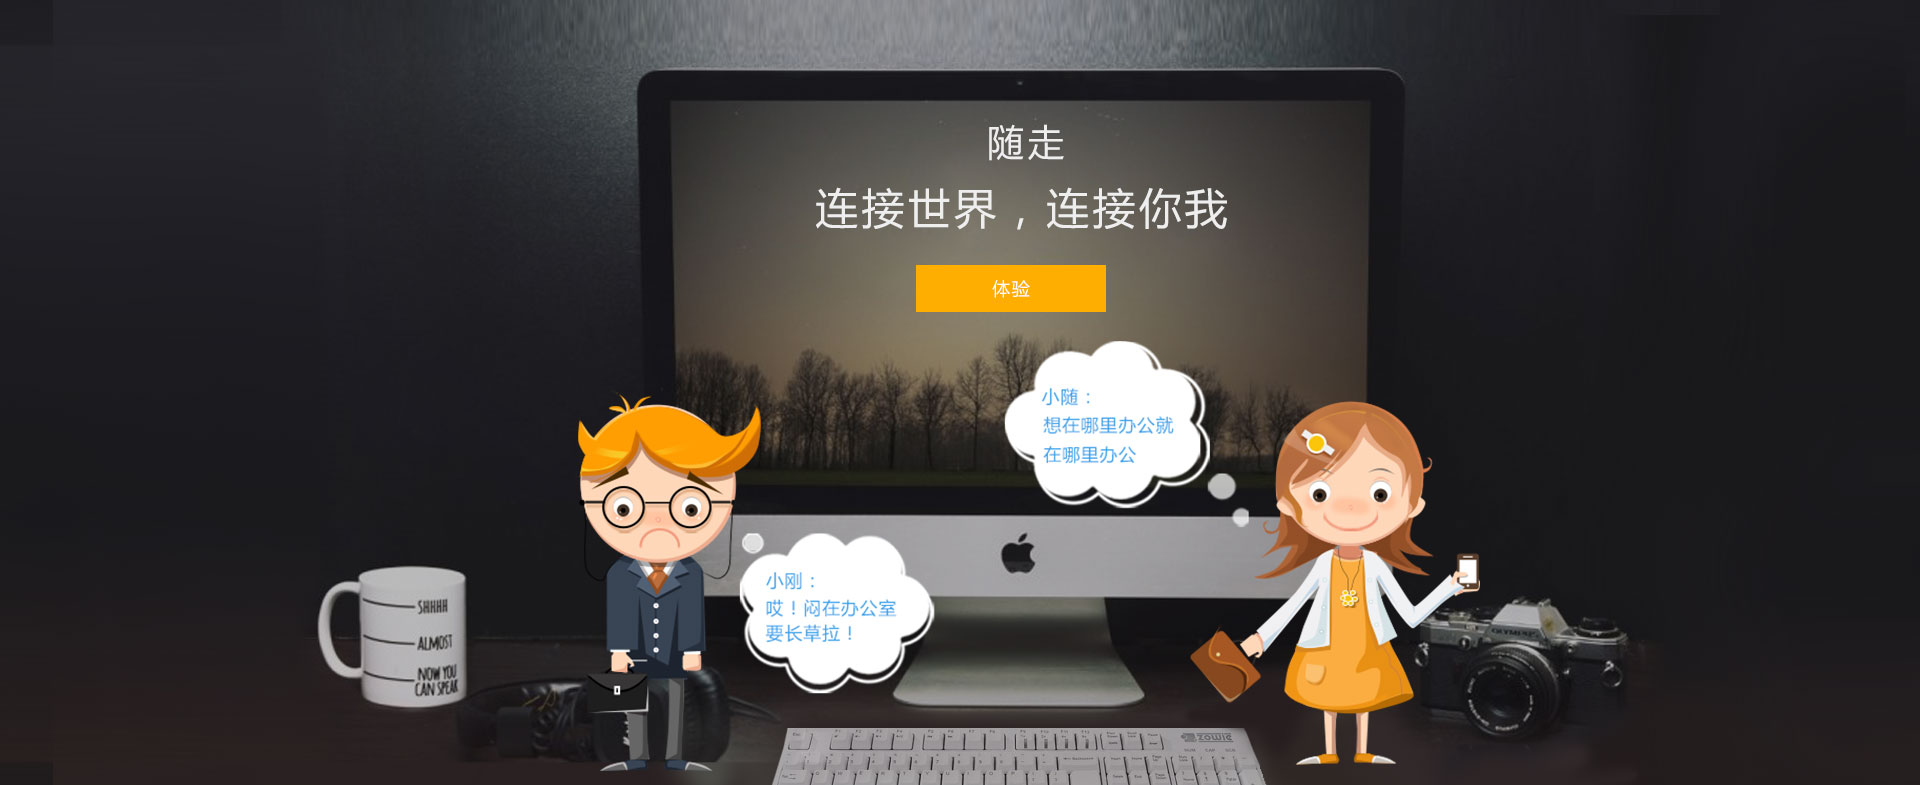 随走
连接世界，连接你我
体验
小随：
想在哪里办公就
在哪里办公
小刚：
哎！闷在办公室
要长草拉！
SHHHH
ALMOST
NOW YOU
CAN SPEAK
OLYMPUS
ZOWIE